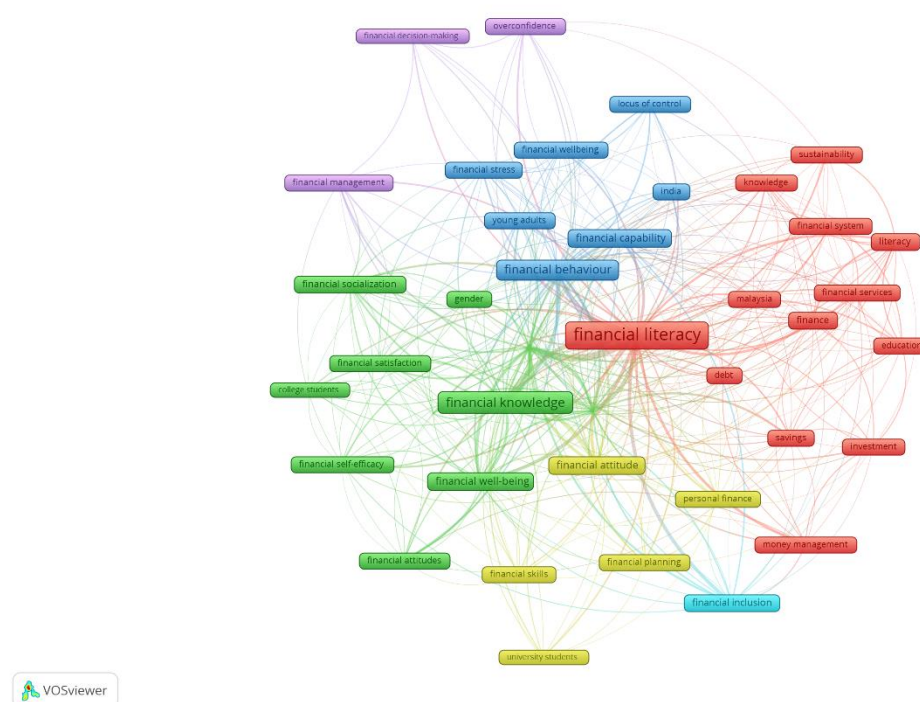 overconfidence
financial decision-making
locus of control
financial wellbeing
sustainability
financial stress
financial management
knowledge
india
young adults
financial system
financial capability
literacy
financial behaviour
financial socialization
financial services
gender
malaysia
finance
financial literacy
education
financial satisfaction
debt
college students
financial knowledge
savings
investment
financial self-efficacy
financial attitude
financial well-being
personal finance
money management
financial attitudes
financial planning
financial skills
financial inclusion
university students
VOSviewer